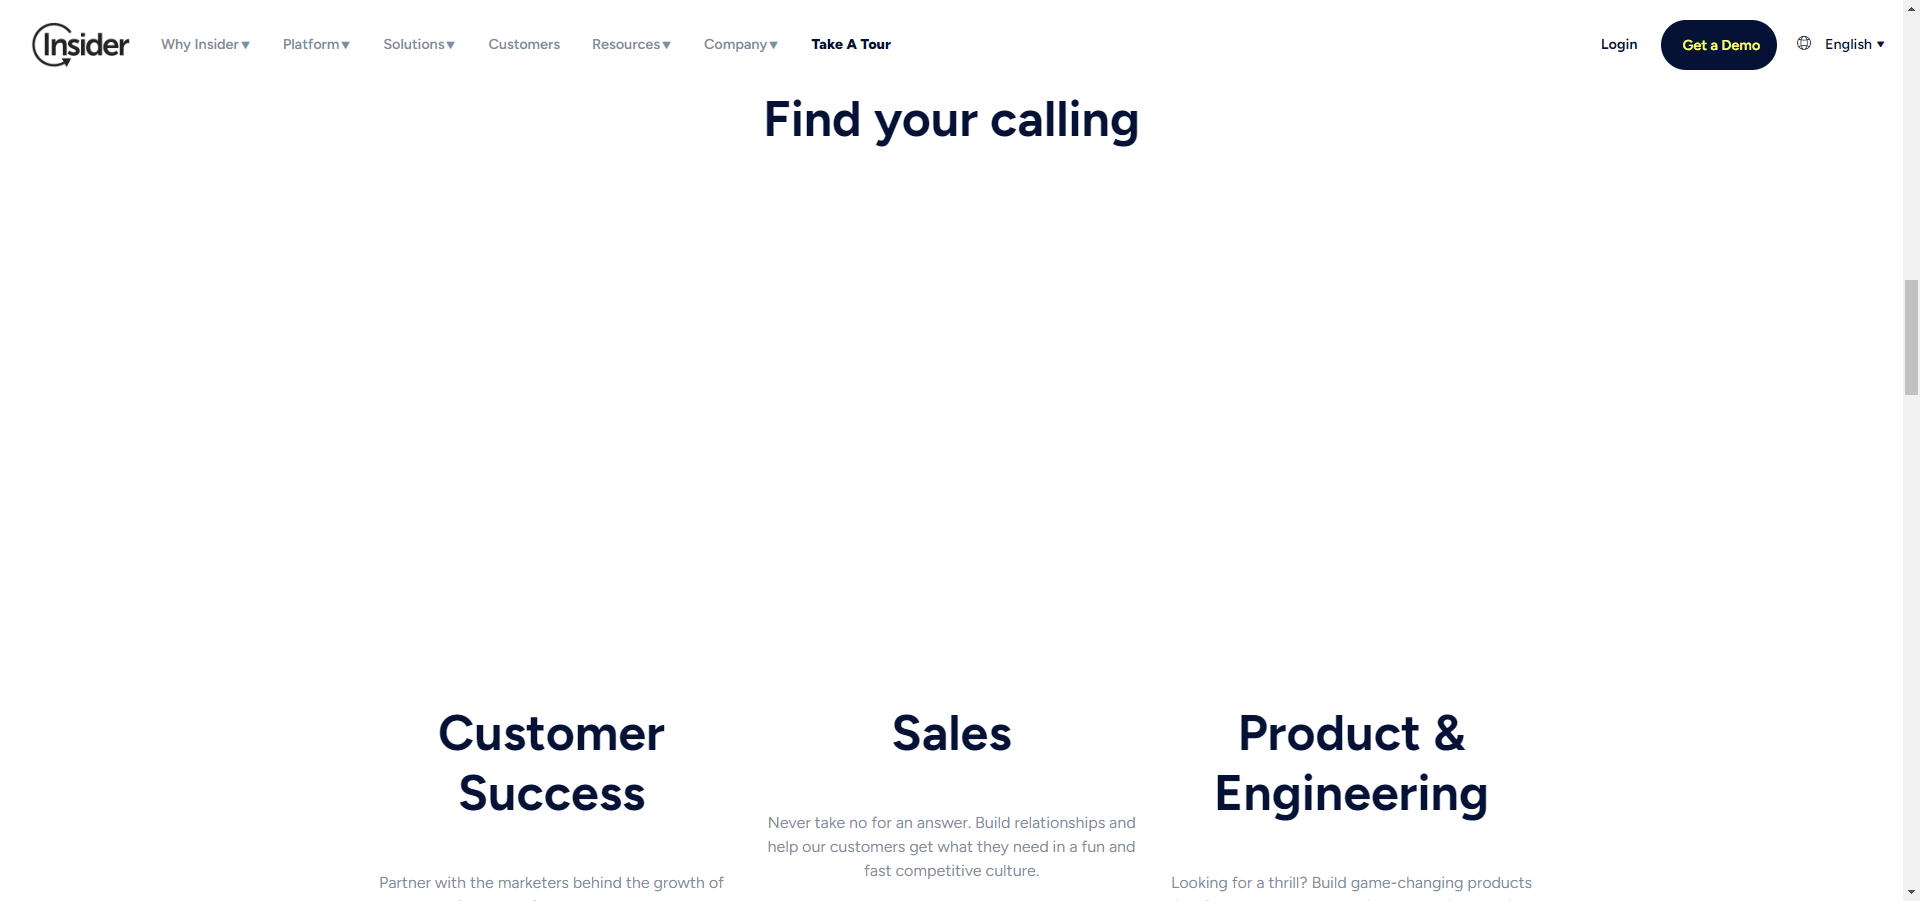 Insider
Why Insider▼ Platform▼ Solutions▼ Customers Resources▼ Company▼ Take A Tour Login Get a Demo English ▾
Find your calling
Customer
Success
Partner with the marketers behind the growth of
Sales
Never take no for an answer. Build relationships and
help our customers get what they need in a fun and
fast competitive culture.
Product &
Engineering
Looking for a thrill? Build game-changing products